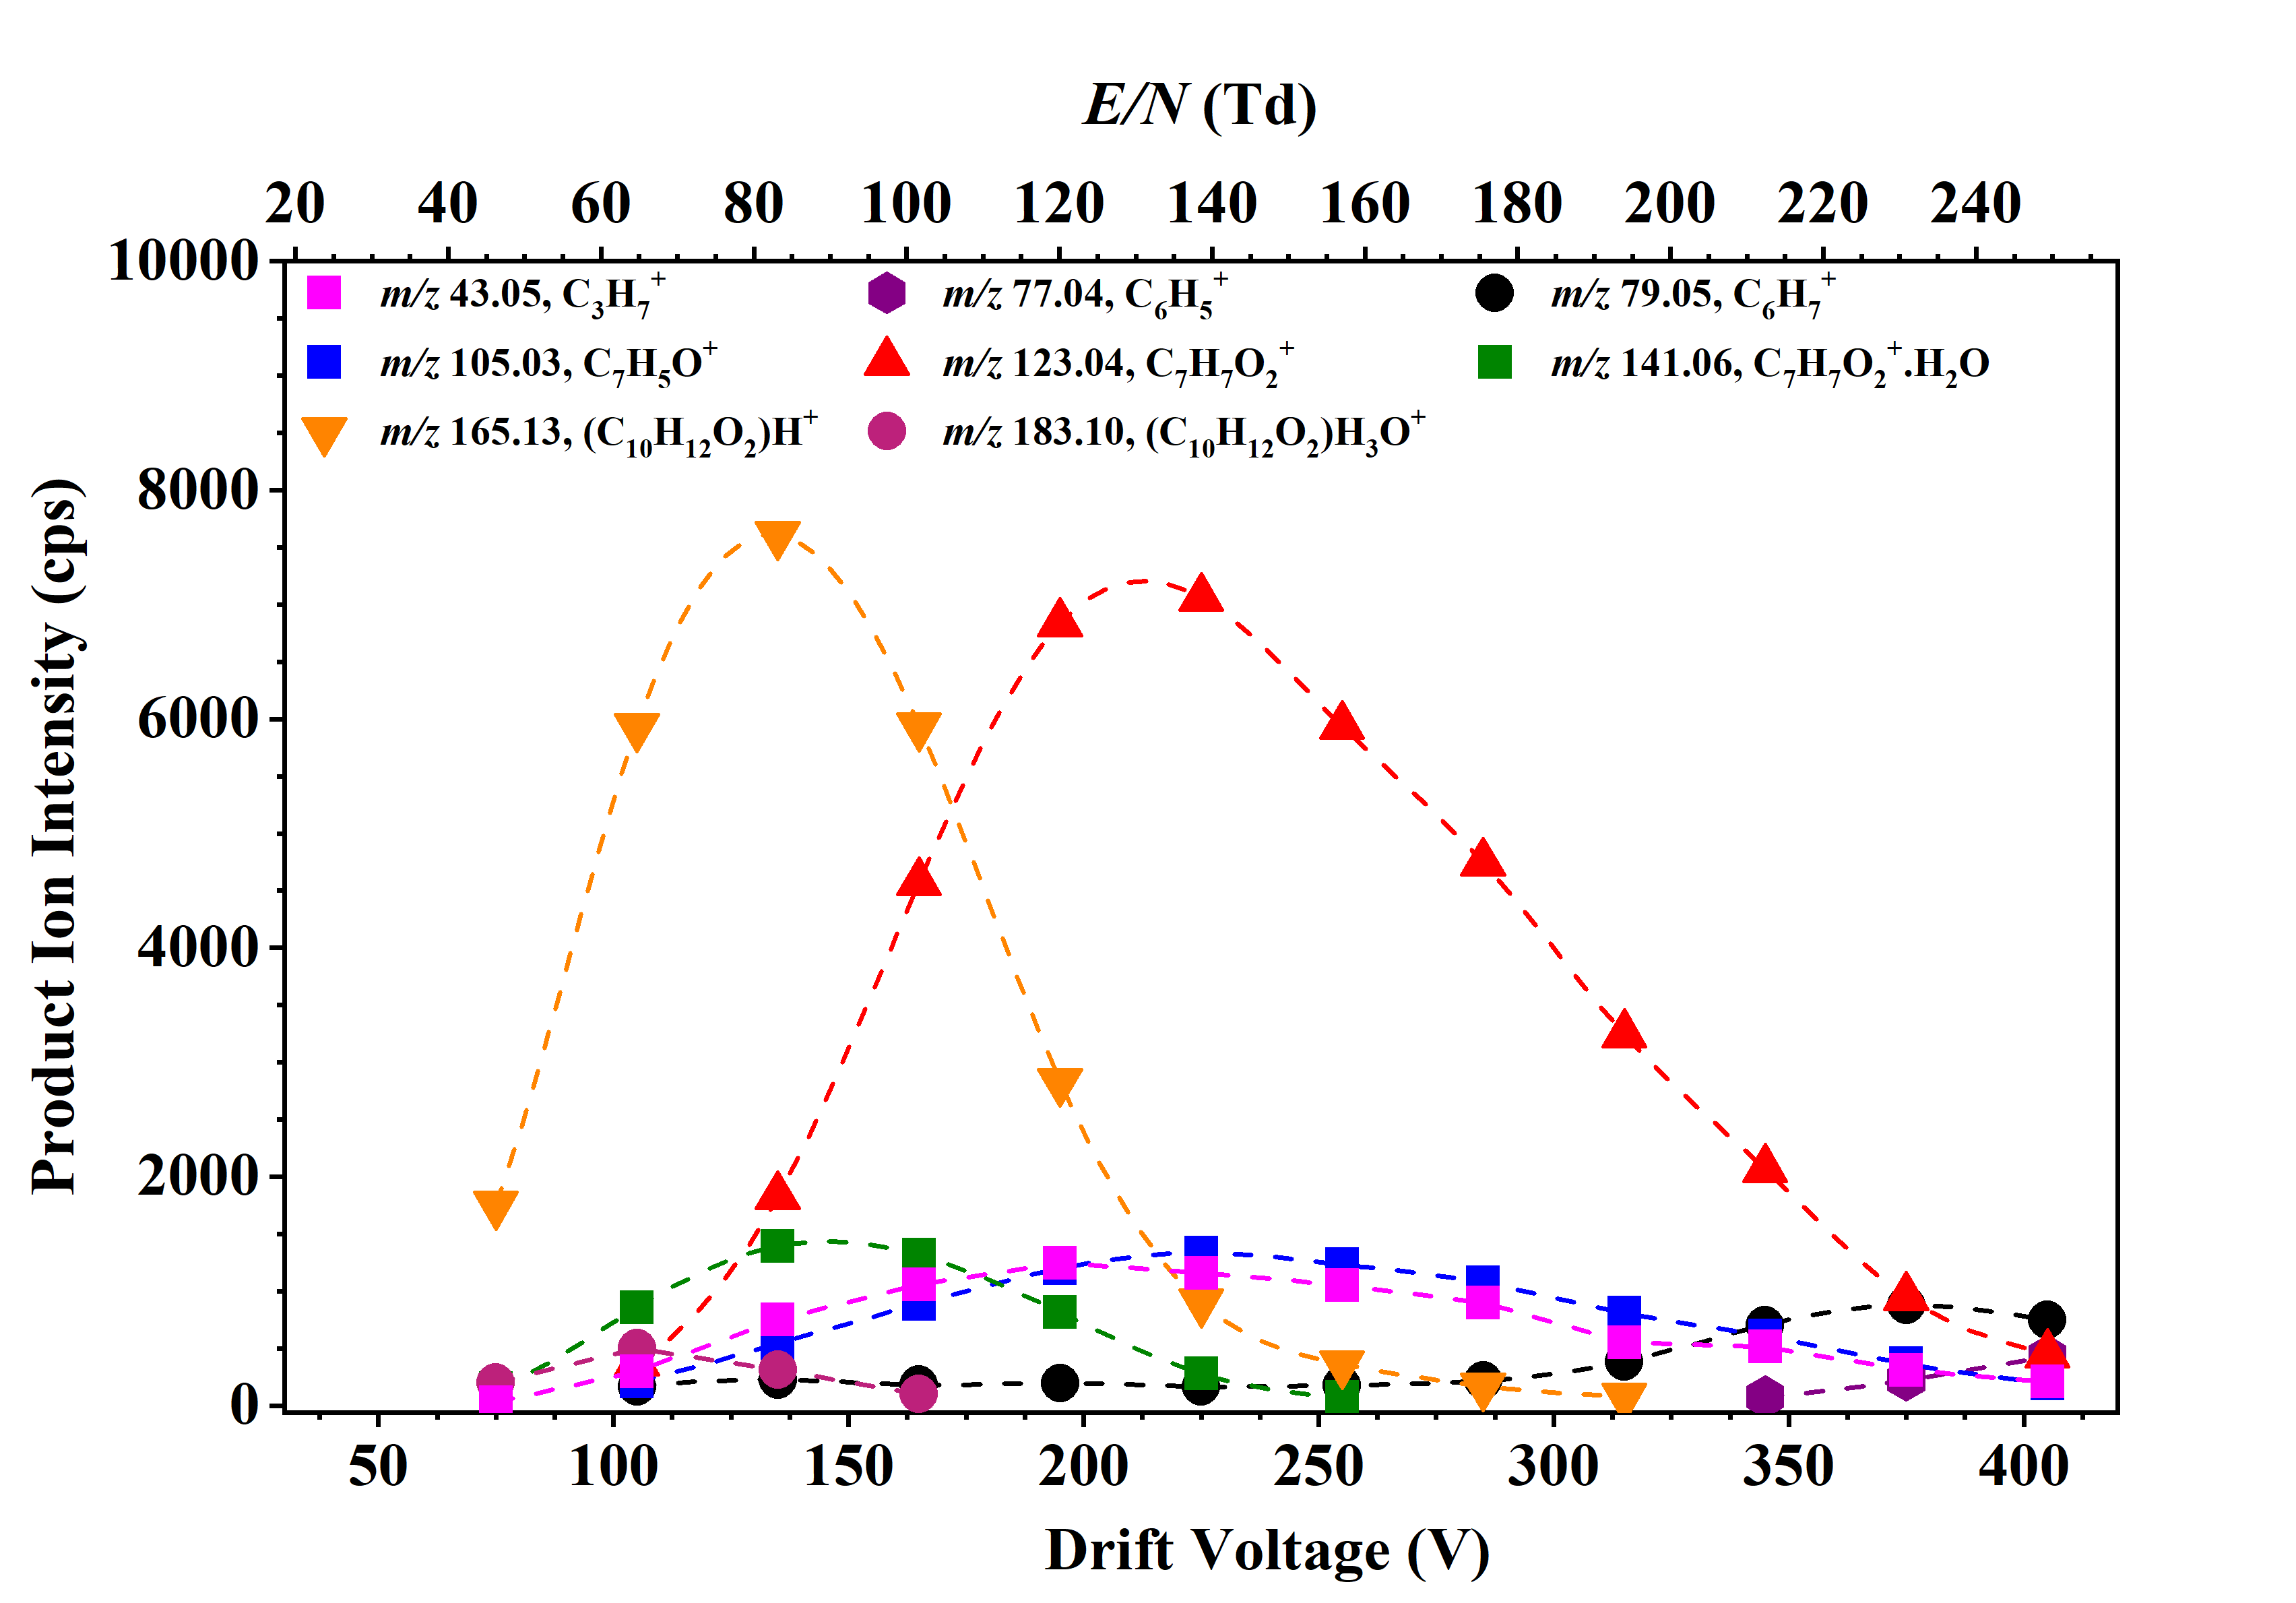 E/N (Td)
20 40 60 80 100 120 140 160 180 200 220 240
10000
8000
6000
4000
2000
0
Product Ion Intensity (cps)
m/z 43.05, C₃H₇⁺ m/z 77.04, C₆H₅⁺ m/z 79.05, C₆H₇⁺
m/z 105.03, C₇H₅O⁺ m/z 123.04, C₇H₇O₂⁺ m/z 141.06, C₇H₇O₂⁺.H₂O
m/z 165.13, (C₁₀H₁₂O₂)H⁺ m/z 183.10, (C₁₀H₁₂O₂)H₃O⁺
50 100 150 200 250 300 350 400
Drift Voltage (V)